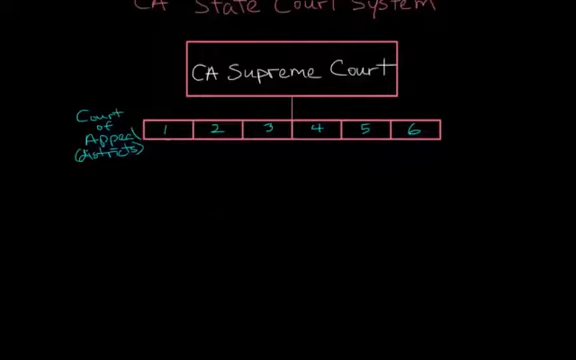 CA State Court System
CA Supreme Court
Court
of
Appeal
(districts)
1 2 3 4 5 6